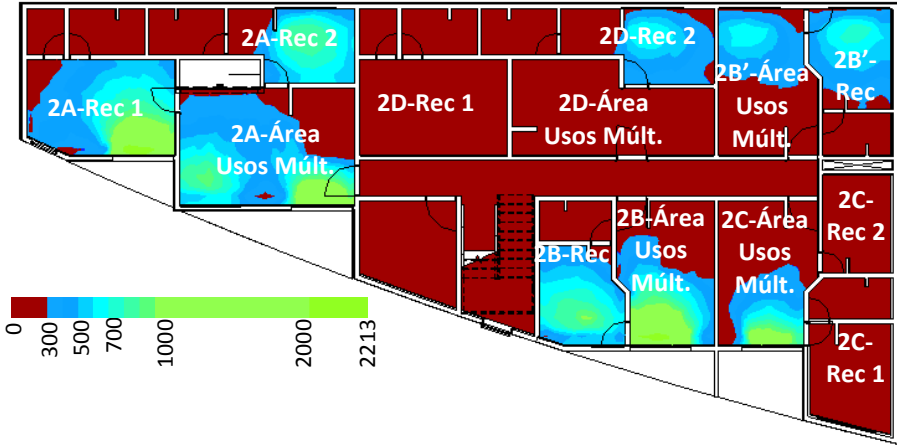 2A-Rec 2
2D-Rec 2
2B’-Área
Usos
Múlt.
2B’-
Rec
2A-Rec 1
2A-Área
Usos Múlt.
2D-Rec 1
2D-Área
Usos Múlt.
2B-Rec
2B-Área
Usos
Múlt.
2C-Área
Usos
Múlt.
2C-
Rec 2
2C-
Rec 1
0
300
500
700
1000
2000
2213